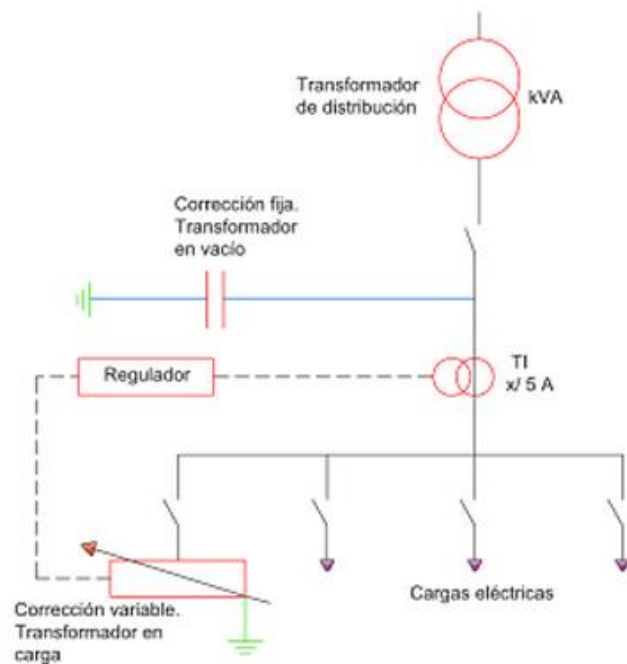 Transformador
de distribución
kVA
Corrección fija.
Transformador
en vacío
Regulador
TI
x/ 5 A
Cargas eléctricas
Corrección variable.
Transformador en
carga